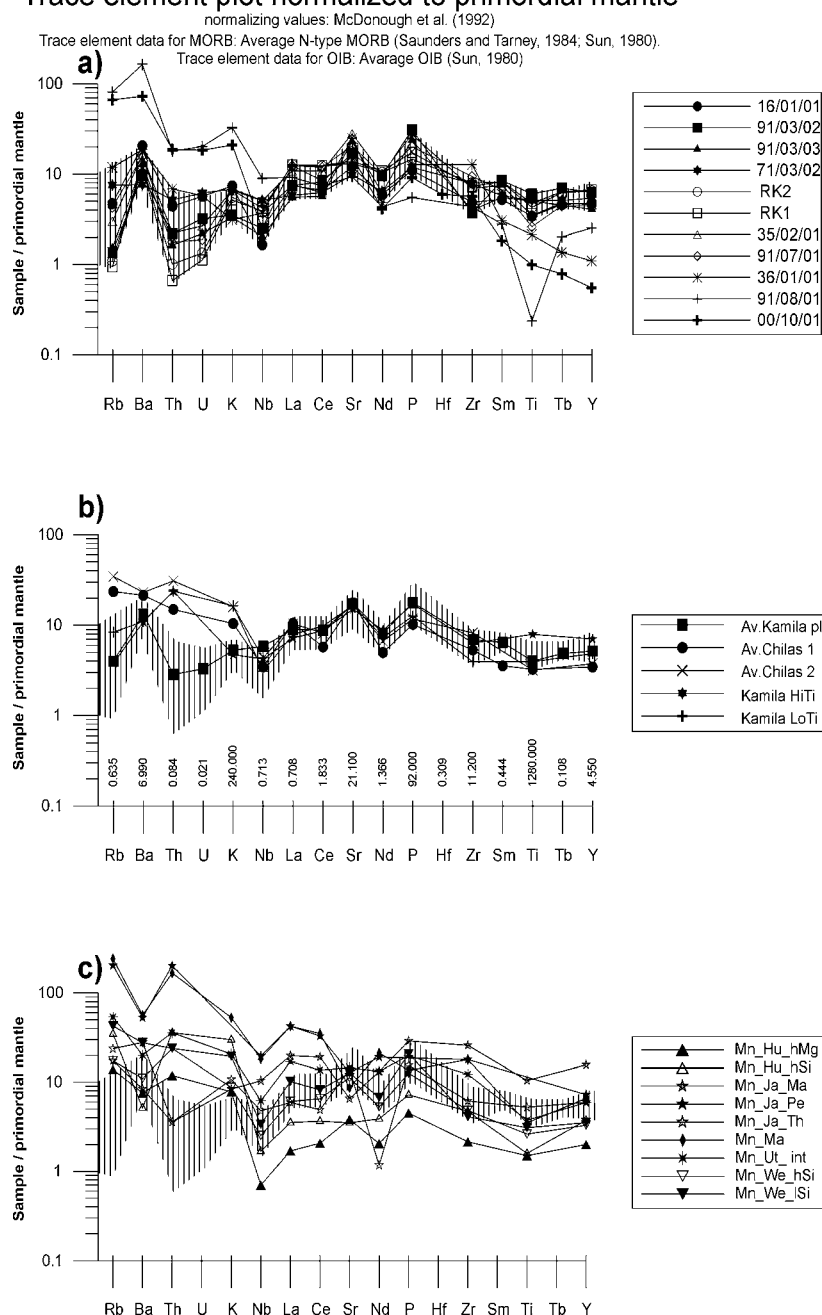 Trace element plot normalized to primordial mantle
normalizing values: McDonough et al. (1992)
Trace element data for MORB: Average N-type MORB (Saunders and Tarney, 1984; Sun, 1980).
Trace element data for OIB: Avarage OIB (Sun, 1980)
a)
Sample / primordial mantle
100
10
1
0.1
Rb Ba Th U K Nb La Ce Sr Nd P Hf Zr Sm Ti Tb Y
16/01/01
91/03/02
91/03/03
71/03/02
RK2
RK1
35/02/01
91/07/01
36/01/01
91/08/01
00/10/01
b)
Sample / primordial mantle
100
10
1
0.1
0.635 6.990 0.084 0.021 240.000 0.713 0.708 1.833 21.100 1.366 92.000 0.309 11.200 0.444 1280.000 0.108 4.550
Rb Ba Th U K Nb La Ce Sr Nd P Hf Zr Sm Ti Tb Y
Av.Kamila pl
Av.Chilas 1
Av.Chilas 2
Kamila HiTi
Kamila LoTi
c)
Sample / primordial mantle
100
10
1
0.1
Rb Ba Th U K Nb La Ce Sr Nd P Hf Zr Sm Ti Tb Y
Mn_Hu_hMg
Mn_Hu_hSi
Mn_Ja_Ma
Mn_Ja_Pe
Mn_Ja_Th
Mn_Ma
Mn_Ut_int
Mn_We_hSi
Mn_We_lSi